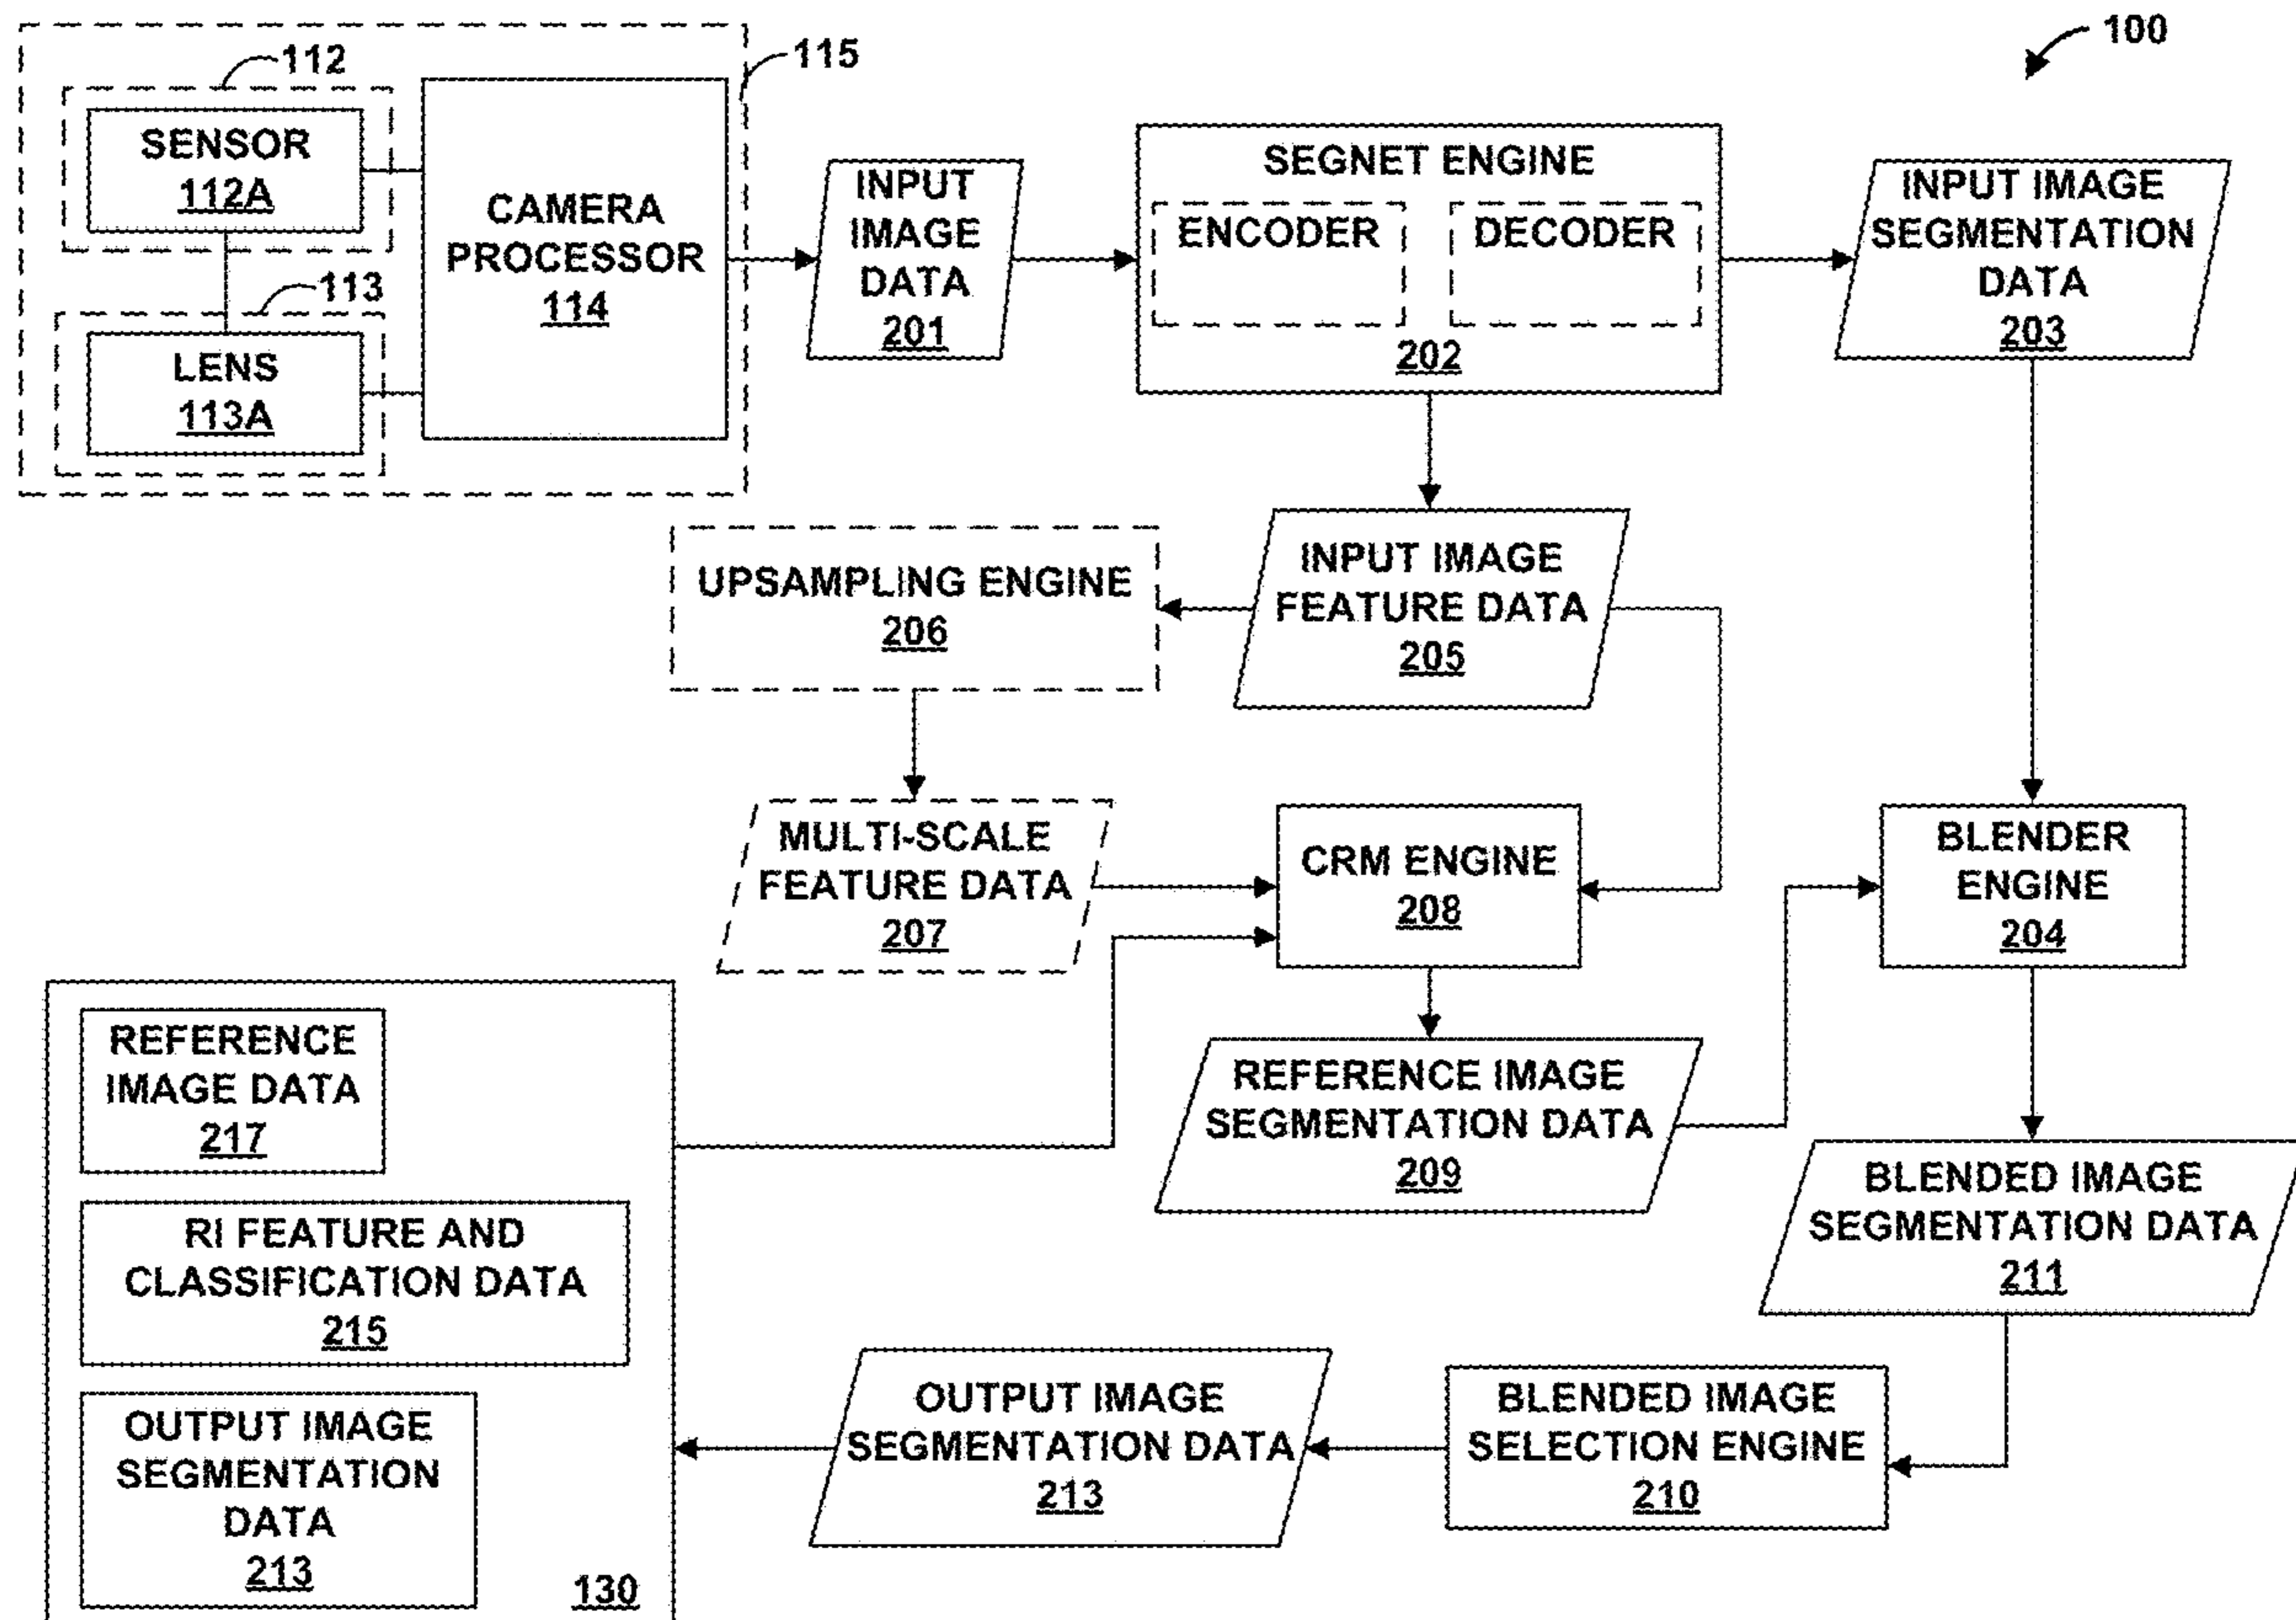 100
112
115
SENSOR
112A
113
LENS
113A
CAMERA
PROCESSOR
114
INPUT
IMAGE
DATA
201
SEGNET ENGINE
ENCODER
DECODER
202
INPUT IMAGE
SEGMENTATION
DATA
203
UPSAMPLING ENGINE
206
INPUT IMAGE
FEATURE DATA
205
MULTI-SCALE
FEATURE DATA
207
CRM ENGINE
208
BLENDER
ENGINE
204
REFERENCE
IMAGE DATA
217
RI FEATURE AND
CLASSIFICATION DATA
215
OUTPUT IMAGE
SEGMENTATION
DATA
213
130
REFERENCE IMAGE
SEGMENTATION DATA
209
BLENDED IMAGE
SEGMENTATION DATA
211
OUTPUT IMAGE
SEGMENTATION DATA
213
BLENDED IMAGE
SELECTION ENGINE
210